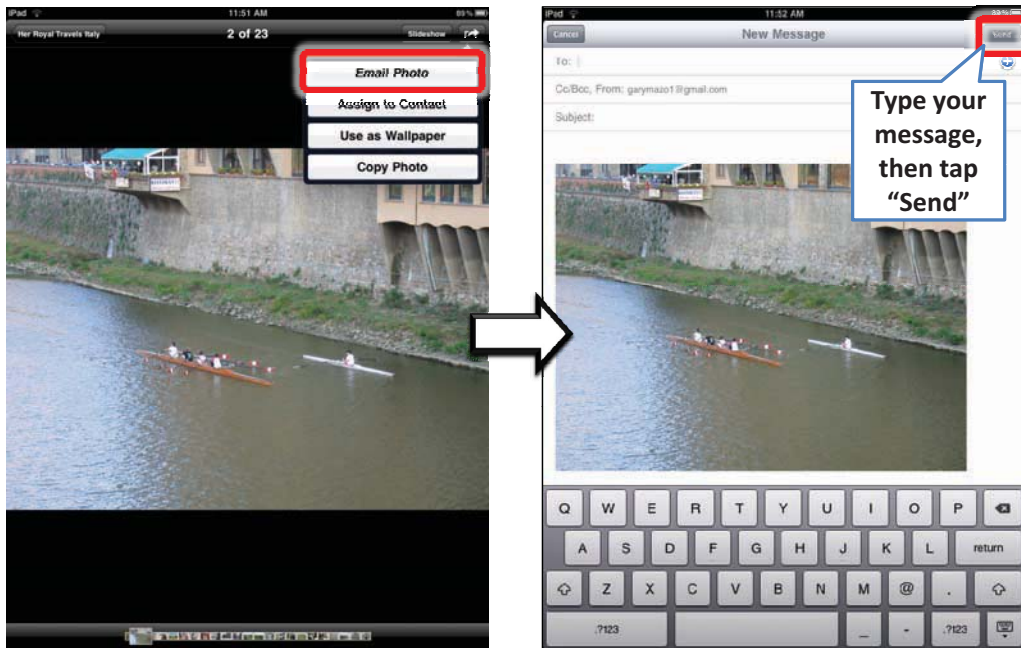 iPad 11:51 AM 89%
Her Royal Travels Italy 2 of 23 Slideshow
Email Photo
Assign to Contact
Use as Wallpaper
Copy Photo
iPad 11:52 AM 89%
Cancel New Message Send
To:
Cc/Bcc, From: garymazo1@gmail.com
Subject:
Type your
message,
then tap
“Send”
Q W E R T Y U I O P
A S D F G H J K L return
Z X C V B N M @ .
.?123 _ - .?123